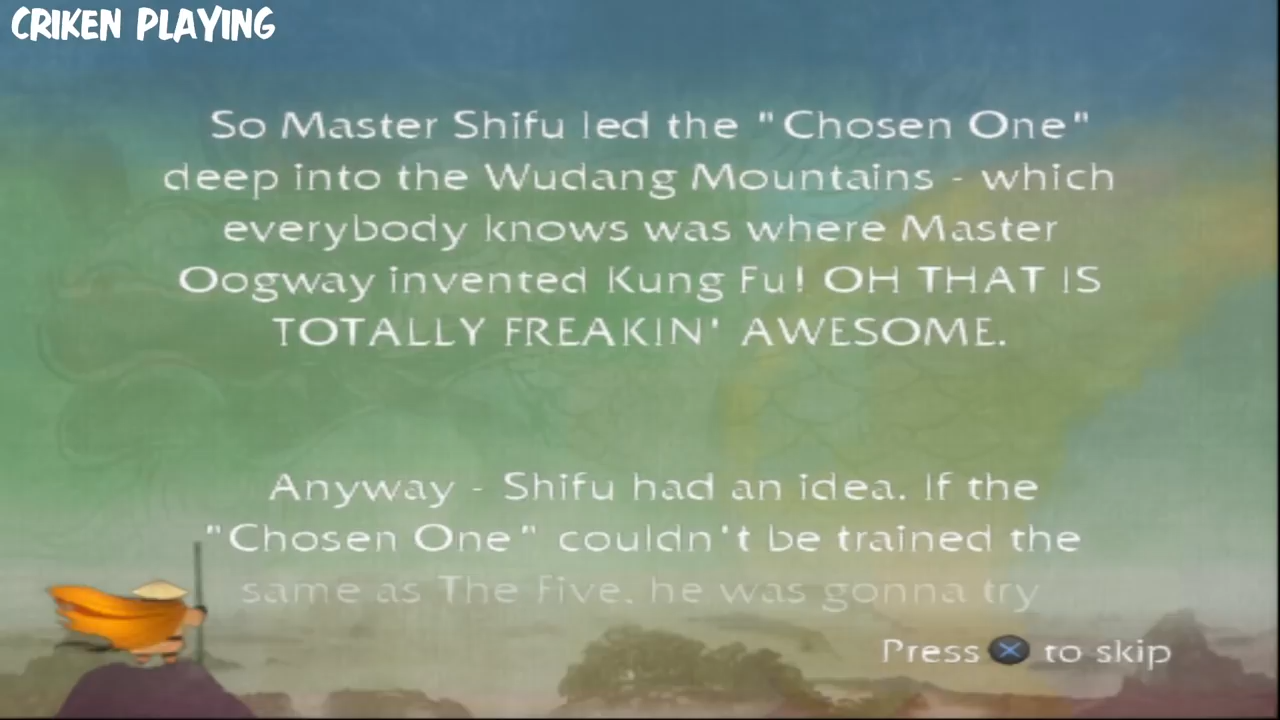 CRIKEN PLAYING
So Master Shifu led the "Chosen One"
deep into the Wudang Mountains - which
everybody knows was where Master
Oogway invented Kung Fu! OH THAT IS
TOTALLY FREAKIN' AWESOME.
Anyway - Shifu had an idea. If the
"Chosen One" couldn't be trained the
same as The Five, he was gonna try
Press X to skip